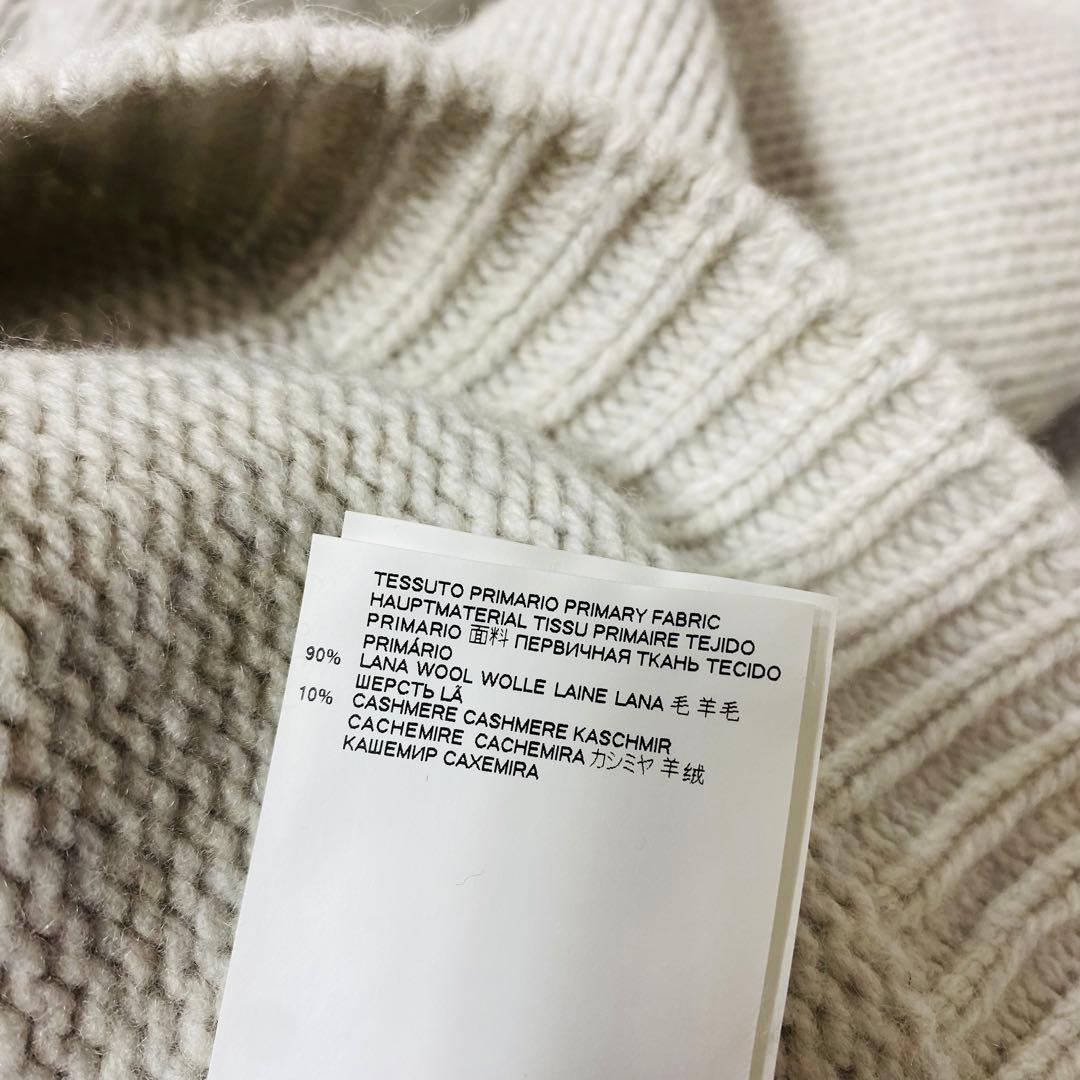 TESSUTO PRIMARIO PRIMARY FABRIC
HAUPTMATERIAL TISSU PRIMAIRE TEJIDO
PRIMARIO 面料 ПЕРВИЧНАЯ ТКАНЬ TECIDO
PRIMÁRIO
90% LANA WOOL WOLLE LAINE LANA 毛 羊毛
ШЕРСТЬ LÃ
10% CASHMERE CASHMERE KASCHMIR
CACHEMIRE CACHEMIRA カシミヤ 羊绒
КАШЕМИР CAXEMIRA